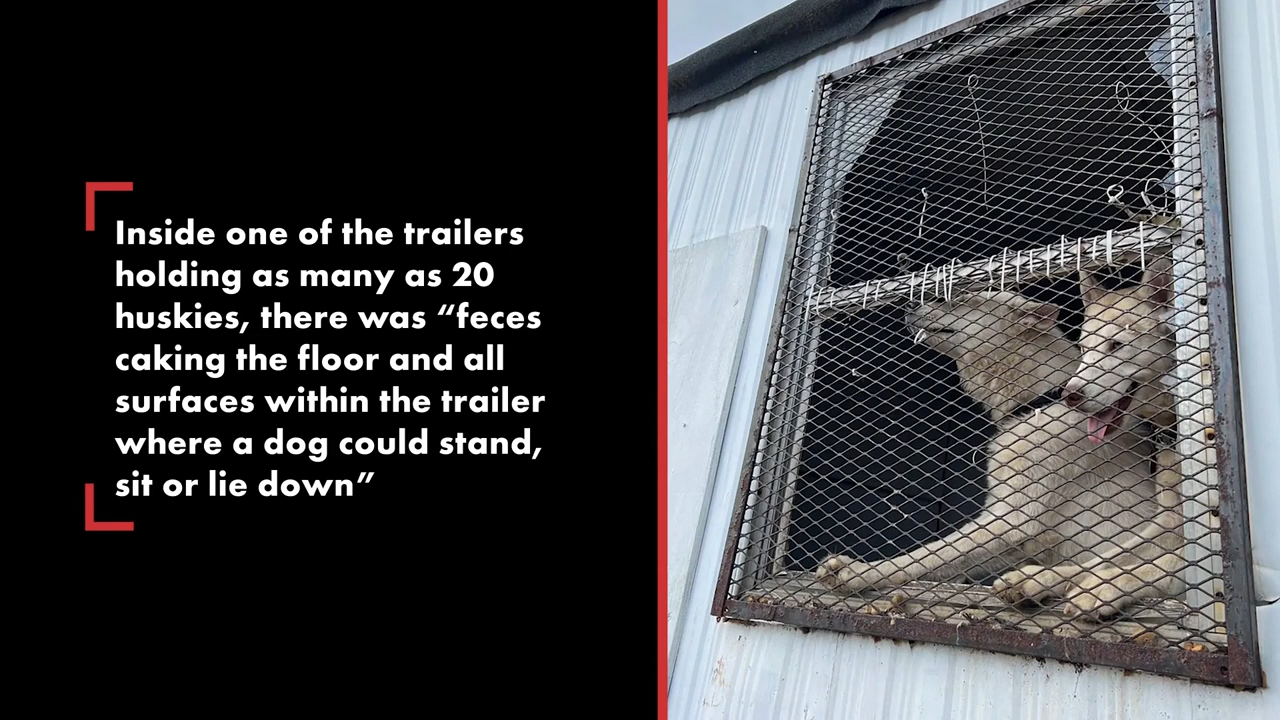 Inside one of the trailers
holding as many as 20
huskies, there was “feces
caking the floor and all
surfaces within the trailer
where a dog could stand,
sit or lie down”